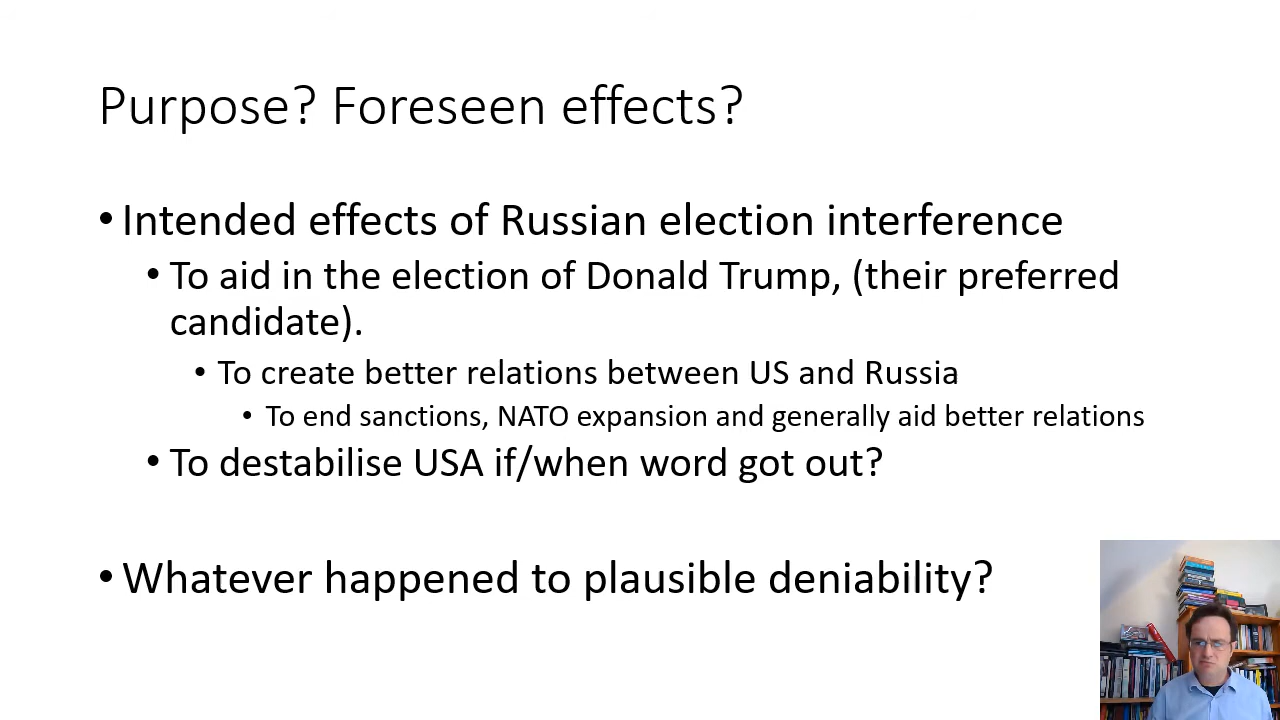 Purpose? Foreseen effects?
• Intended effects of Russian election interference
• To aid in the election of Donald Trump, (their preferred
candidate).
• To create better relations between US and Russia
• To end sanctions, NATO expansion and generally aid better relations
• To destabilise USA if/when word got out?
• Whatever happened to plausible deniability?